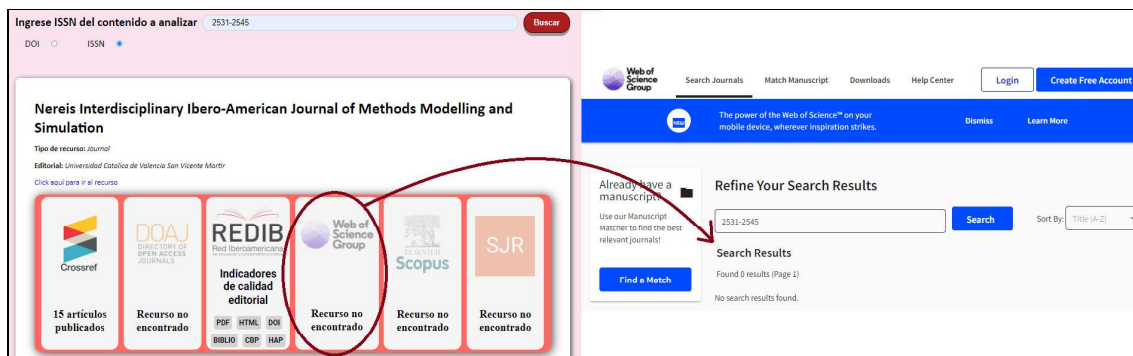 Ingrese ISSN del contenido a analizar
2531-2545
Buscar
DOI
ISSN
Nereis Interdisciplinary Ibero-American Journal of Methods Modelling and
Simulation
Tipo de recurso: Journal
Editorial: Universidad Catolica de Valencia San Vicente Martir
Click aqui para ir al recurso
Crossref
15 artículos
publicados
DOAJ
DIRECTORY OF
OPEN ACCESS
JOURNALS
Recurso no
encontrado
REDIB
Red Iberoamericana
de Innovación y Conocimiento Científico
Indicadores
de calidad
editorial
PDF HTML DOI
BIBLIO CBP HAP
Web of
Science
Group
Recurso no
encontrado
ELSEVIER
Scopus
Recurso no
encontrado
SJR
Recurso no
encontrado
Web of
Science
Group
Search Journals
Match Manuscript
Downloads
Help Center
Login
Create Free Account
NEW
The power of the Web of Science™ on your
mobile device, wherever inspiration strikes.
Dismiss
Learn More
Already have a
manuscript?
Use our Manuscript
Matcher to find the best
relevant journals!
Find a Match
Refine Your Search Results
2531-2545
Search
Sort By: Title (A-Z)
Search Results
Found 0 results (Page 1)
No search results found.